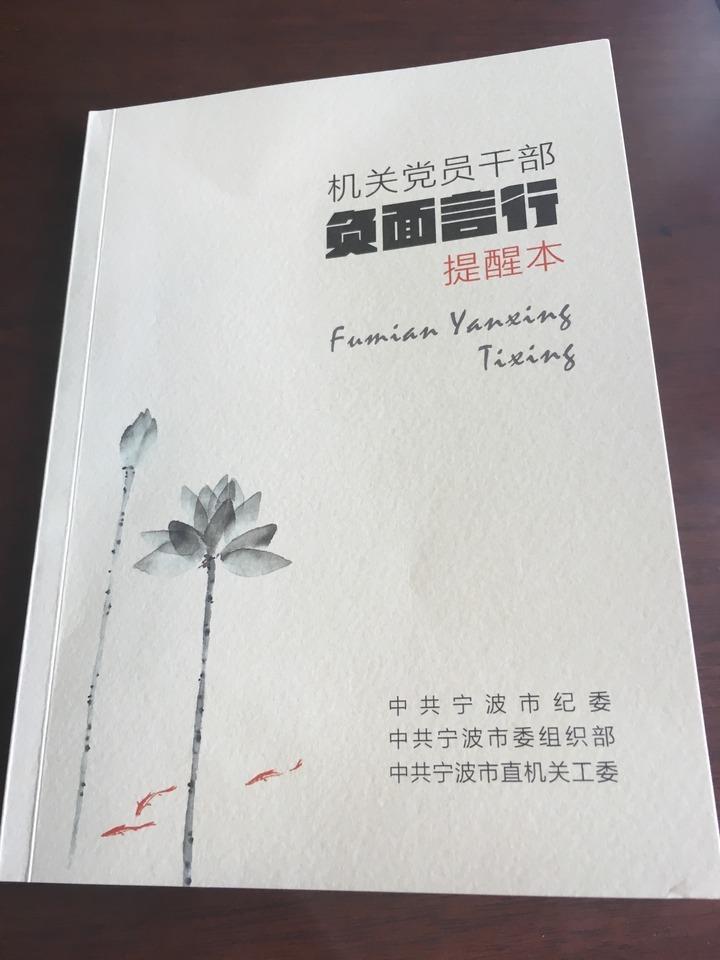 机关党员干部
负面言行
提醒本
Fumian Yanxing
Tixing
中共宁波市纪委
中共宁波市委组织部
中共宁波市直机关工委